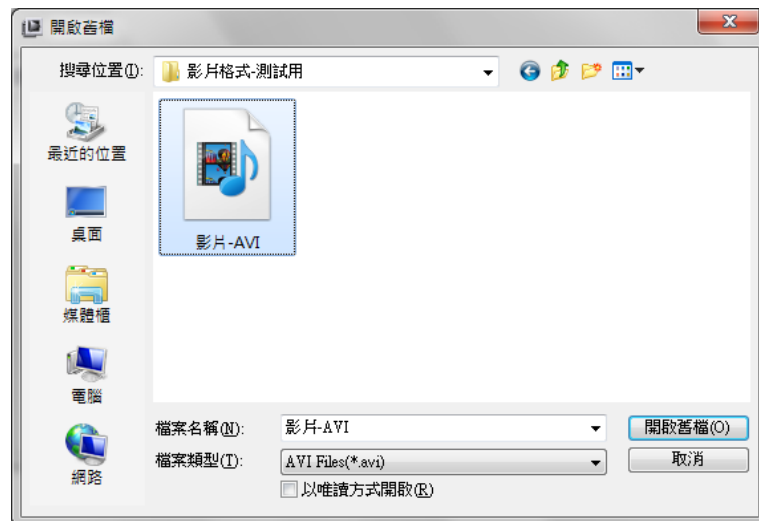 開啟舊檔
搜尋位置(I):
影片格式-測試用
最近的位置
桌面
媒體櫃
電腦
網路
影片-AVI
檔案名稱(N):
影片-AVI
開啟舊檔(O)
檔案類型(T):
AVI Files(*.avi)
取消
以唯讀方式開啟(R)